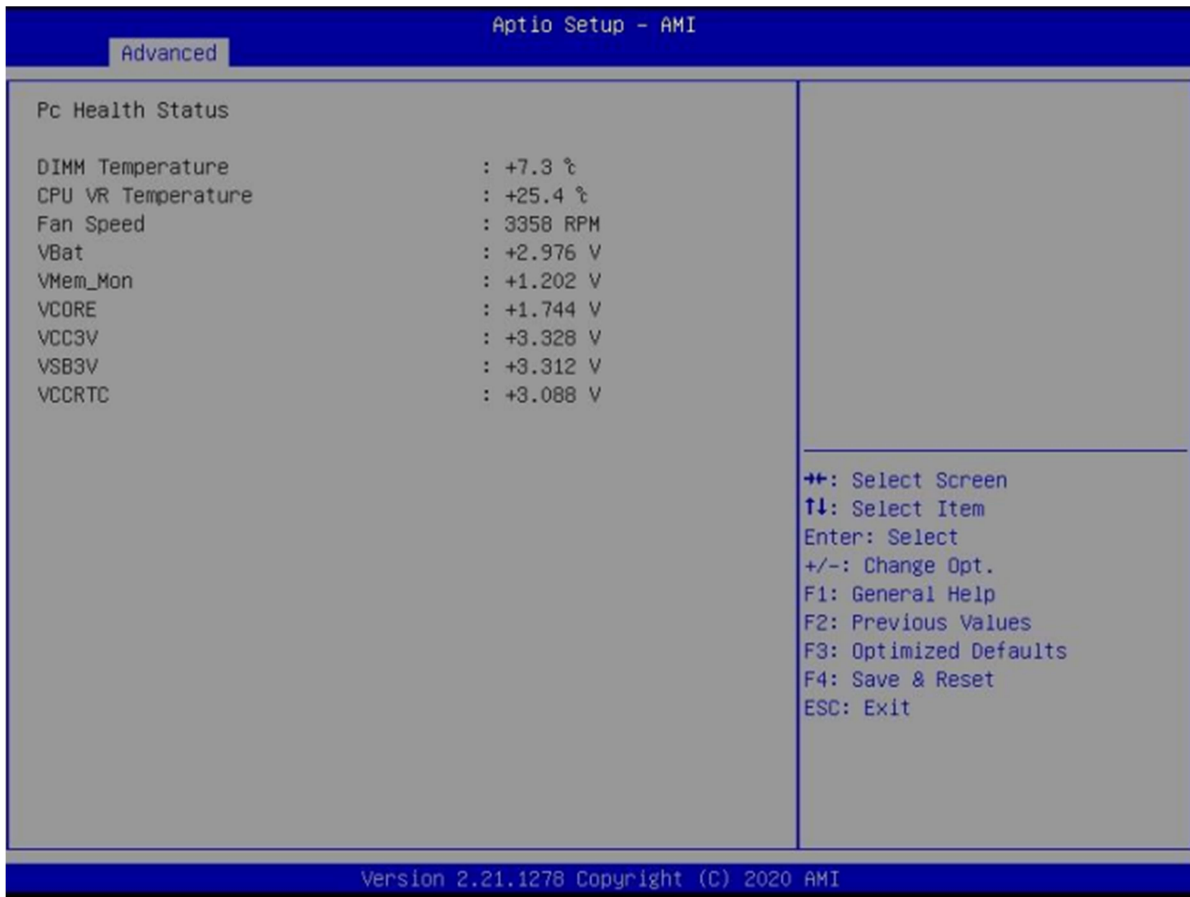 Aptio Setup – AMI
Advanced
Pc Health Status
DIMM Temperature : +7.3 ℃
CPU VR Temperature : +25.4 ℃
Fan Speed : 3358 RPM
VBat : +2.976 V
VMem_Mon : +1.202 V
VCORE : +1.744 V
VCC3V : +3.328 V
VSB3V : +3.312 V
VCCRTC : +3.088 V
→←: Select Screen
↑↓: Select Item
Enter: Select
+/-: Change Opt.
F1: General Help
F2: Previous Values
F3: Optimized Defaults
F4: Save & Reset
ESC: Exit
Version 2.21.1278 Copyright (C) 2020 AMI